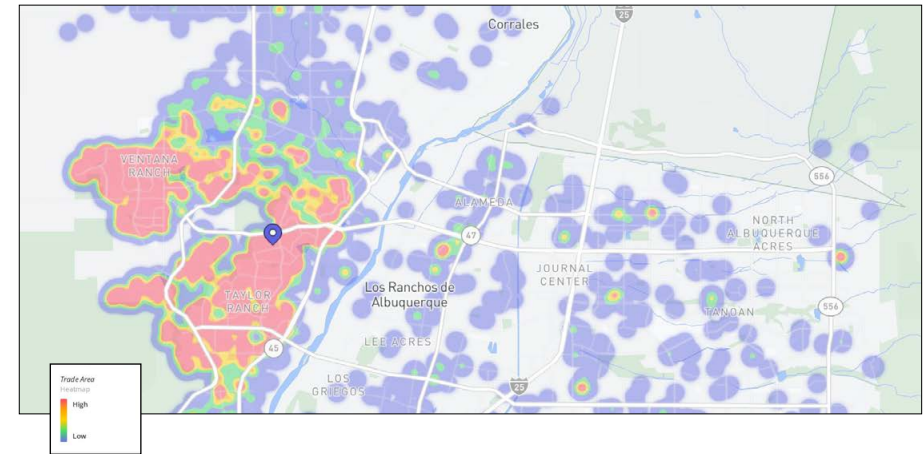 Corrales
25
VENTANA
RANCH
556
ALAMEDA
NORTH
ALBUQUERQUE
ACRES
47
JOURNAL
CENTER
Los Ranchos de
Albuquerque
TAYLOR
RANCH
TANOAN
556
LEE ACRES
45
LOS
GRIEGOS
25
Trade Area
Heatmap
High
Low